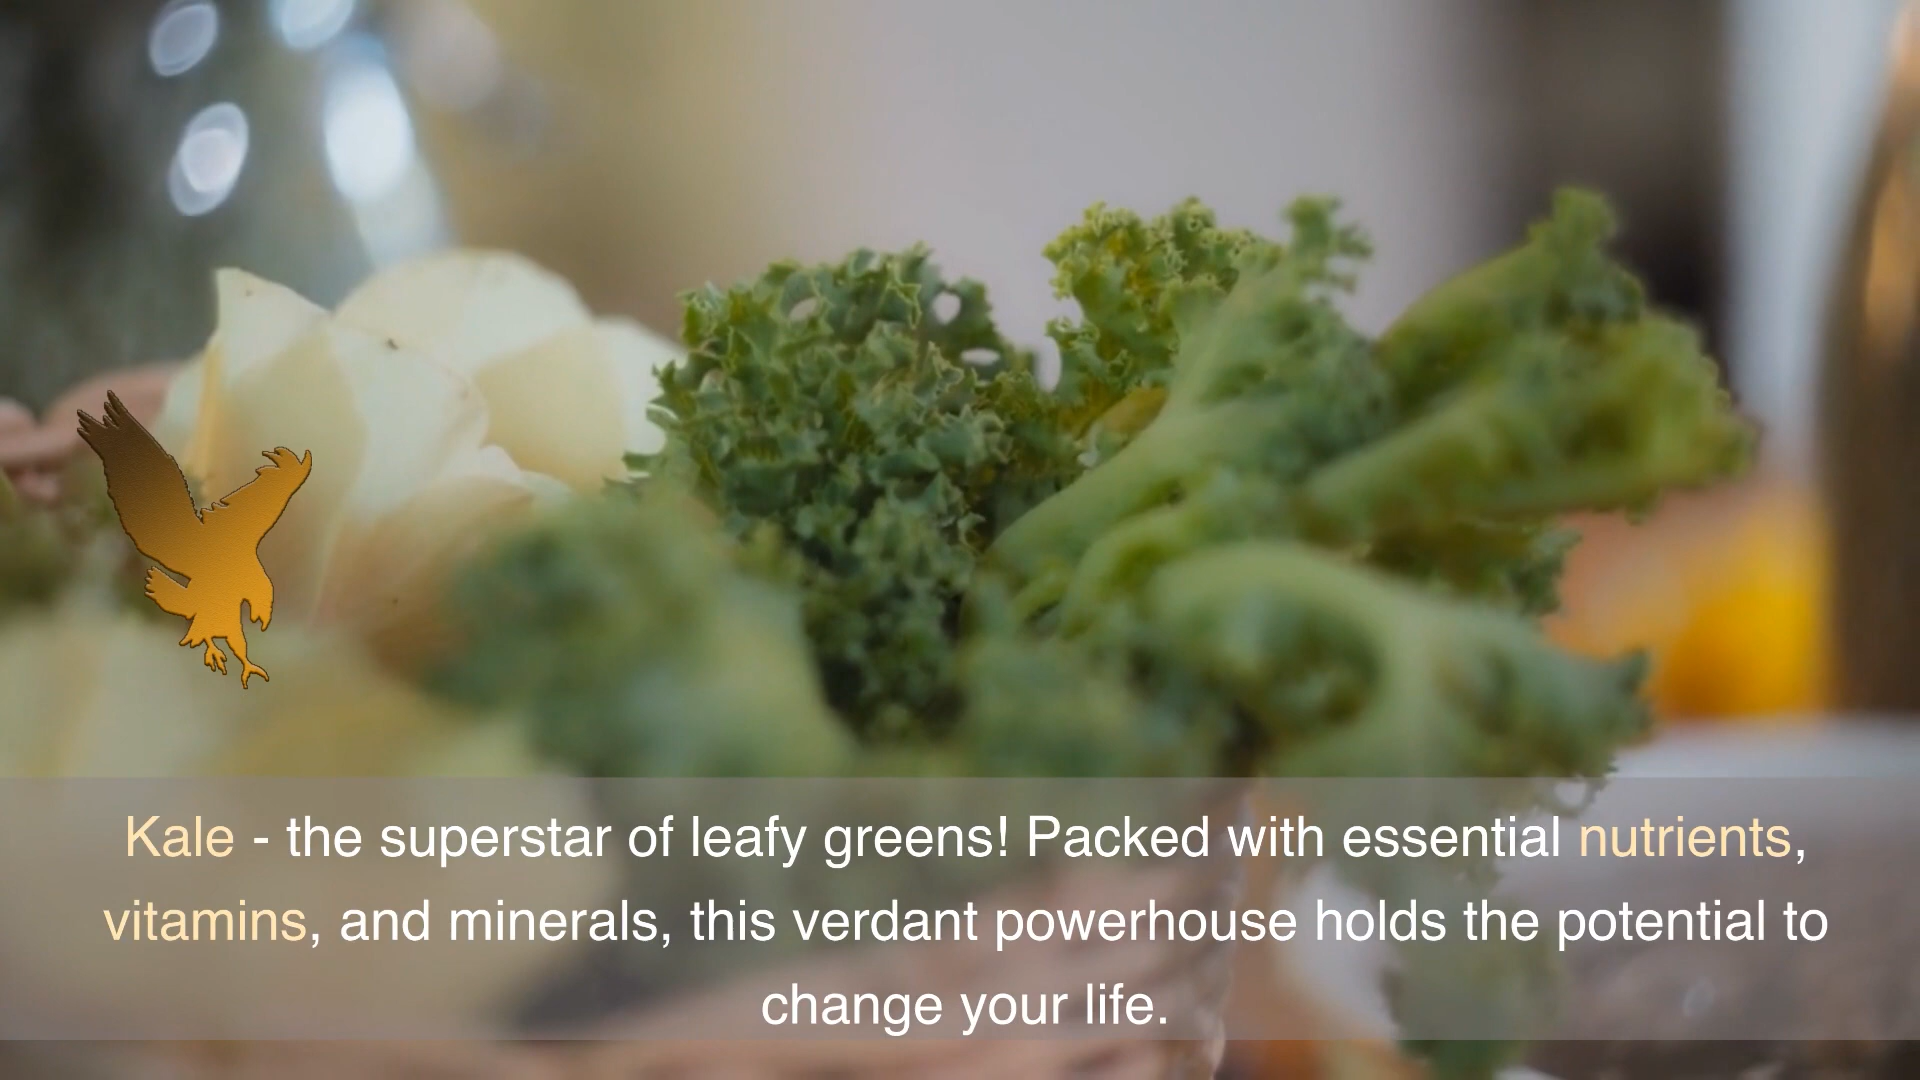 Kale - the superstar of leafy greens! Packed with essential nutrients,
vitamins, and minerals, this verdant powerhouse holds the potential to
change your life.